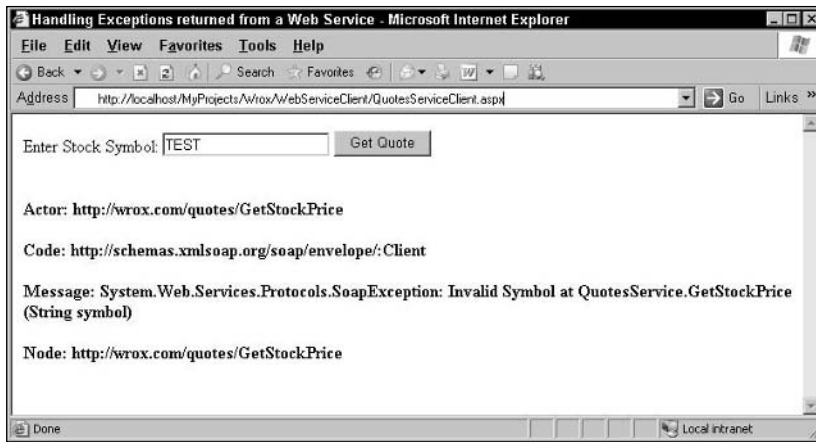 Handling Exceptions returned from a Web Service - Microsoft Internet Explorer
File Edit View Favorites Tools Help
Back Search Favorites
Address http://localhost/MyProjects/Wrox/WebServiceClient/QuotesServiceClient.aspx Go Links »
Enter Stock Symbol: TEST Get Quote
Actor: http://wrox.com/quotes/GetStockPrice
Code: http://schemas.xmlsoap.org/soap/envelope/:Client
Message: System.Web.Services.Protocols.SoapException: Invalid Symbol at QuotesService.GetStockPrice
(String symbol)
Node: http://wrox.com/quotes/GetStockPrice
Done Local intranet